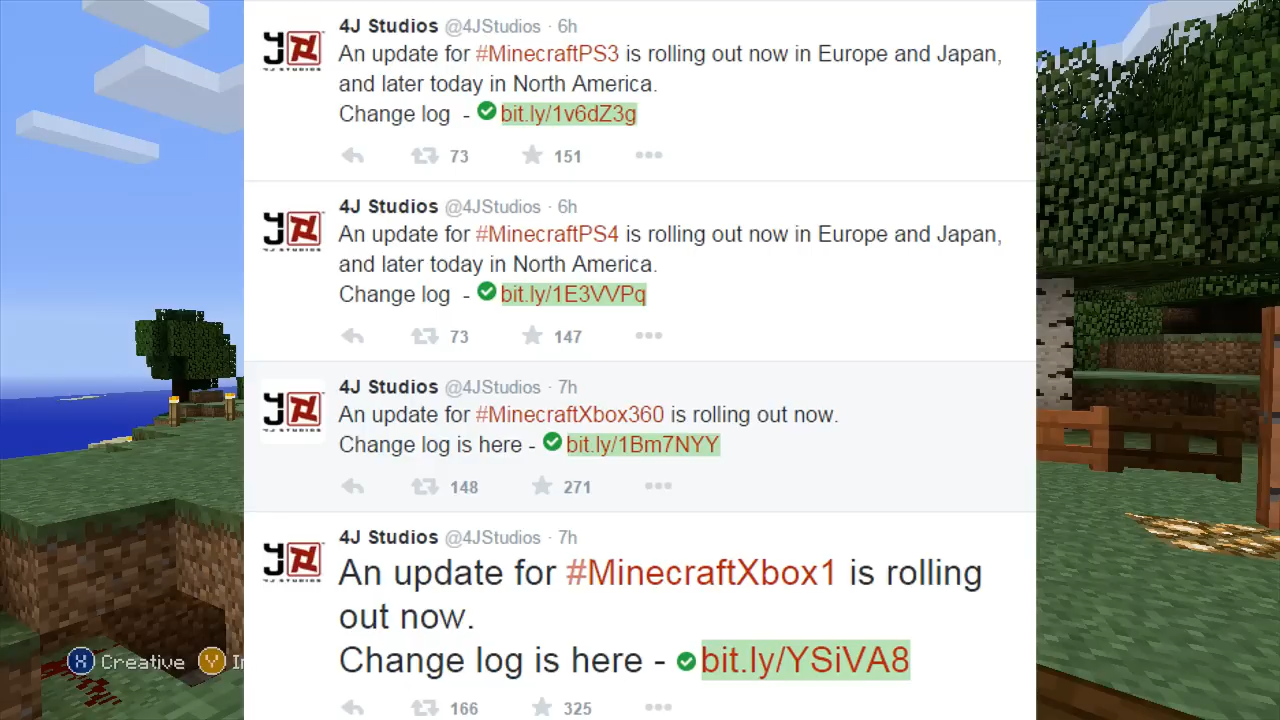 4J Studios @4JStudios · 6h
An update for #MinecraftPS3 is rolling out now in Europe and Japan,
and later today in North America.
Change log - bit.ly/1v6dZ3g
73 151
4J Studios @4JStudios · 6h
An update for #MinecraftPS4 is rolling out now in Europe and Japan,
and later today in North America.
Change log - bit.ly/1E3VVPq
73 147
4J Studios @4JStudios · 7h
An update for #MinecraftXbox360 is rolling out now.
Change log is here - bit.ly/1Bm7NYY
148 271
4J Studios @4JStudios · 7h
An update for #MinecraftXbox1 is rolling
out now.
Change log is here - bit.ly/YSiVA8
166 325
X Creative Y